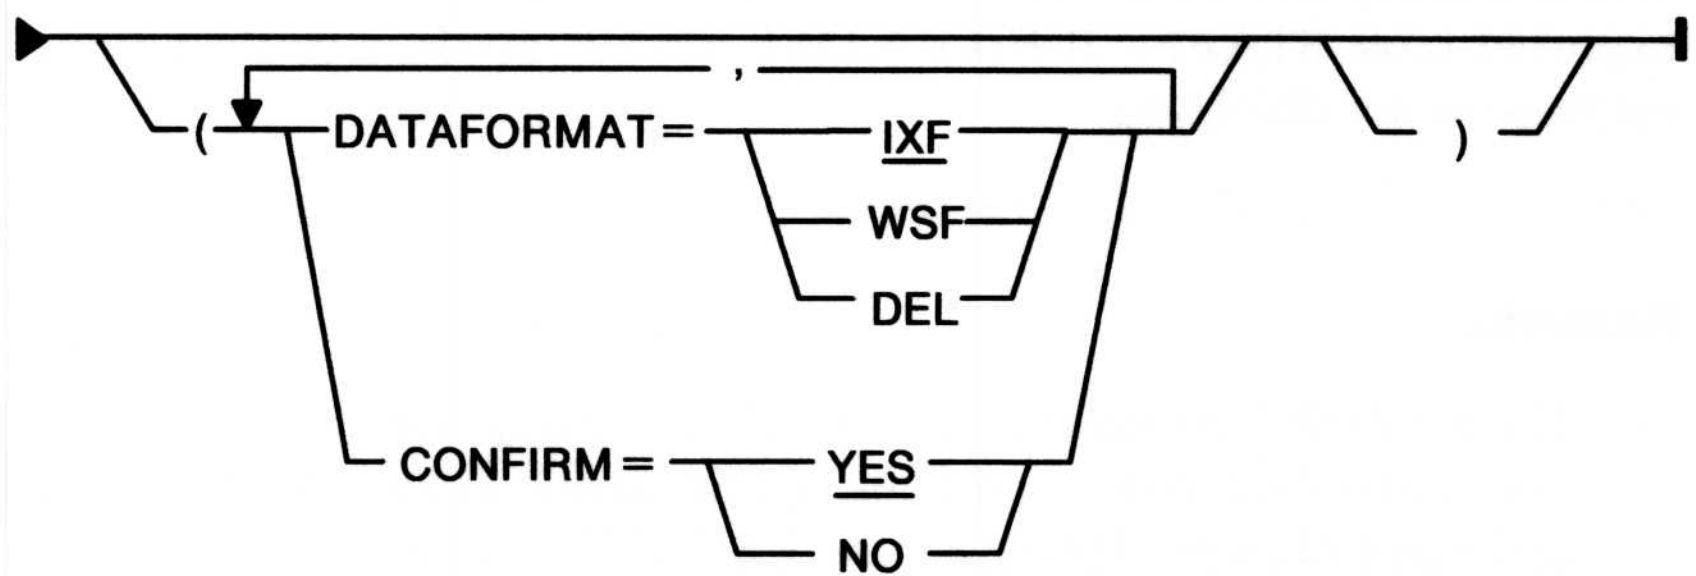 ,
( DATAFORMAT = IXF )
WSF
DEL
CONFIRM = YES
NO